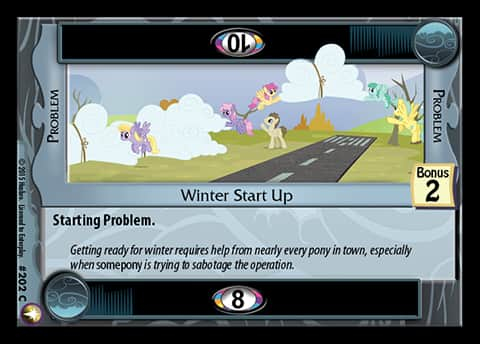 10
PROBLEM
PROBLEM
Winter Start Up
Bonus
2
Starting Problem.
Getting ready for winter requires help from nearly every pony in town, especially
when somepony is trying to sabotage the operation.
8
© 2015 Hasbro. Licensed to Enterplay.
#202 C